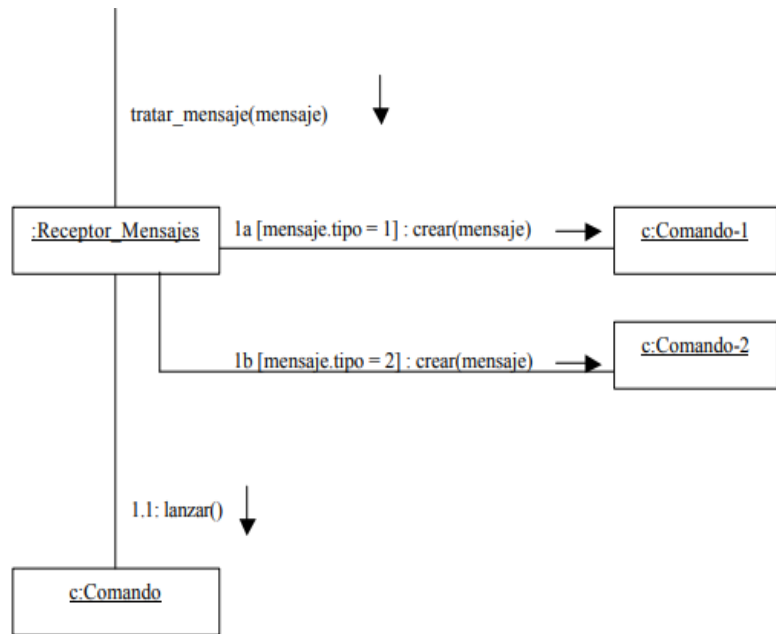 tratar_mensaje(mensaje)
:Receptor_Mensajes
1a [mensaje.tipo = 1] : crear(mensaje)
c:Comando-1
1b [mensaje.tipo = 2] : crear(mensaje)
c:Comando-2
1.1: lanzar()
c:Comando